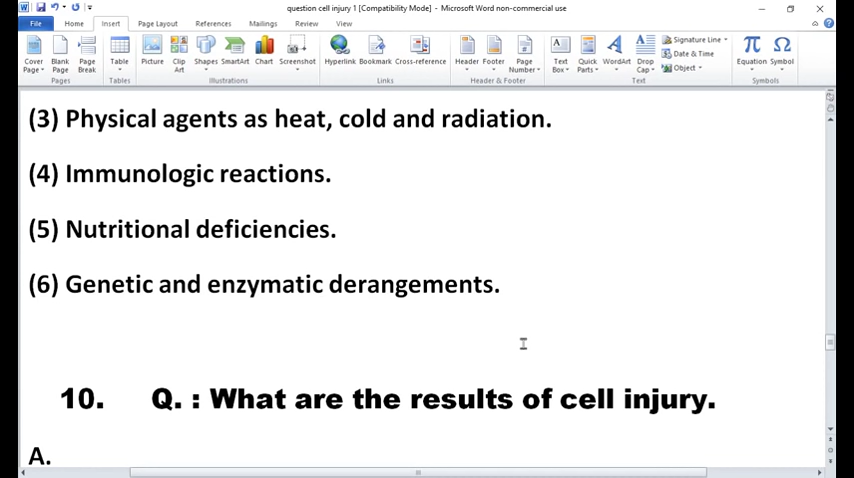 question cell injury 1 [Compatibility Mode] - Microsoft Word non-commercial use
File Home Insert Page Layout References Mailings Review View
Cover Page Blank Page Page Break Table Picture Clip Art Shapes SmartArt Chart Screenshot Hyperlink Bookmark Cross-reference Header Footer Page Number Text Box Quick Parts WordArt Drop Cap Signature Line Date & Time Object Equation Symbol
Pages Tables Illustrations Links Header & Footer Text Symbols
(3) Physical agents as heat, cold and radiation.
(4) Immunologic reactions.
(5) Nutritional deficiencies.
(6) Genetic and enzymatic derangements.
10. Q. : What are the results of cell injury.
A.